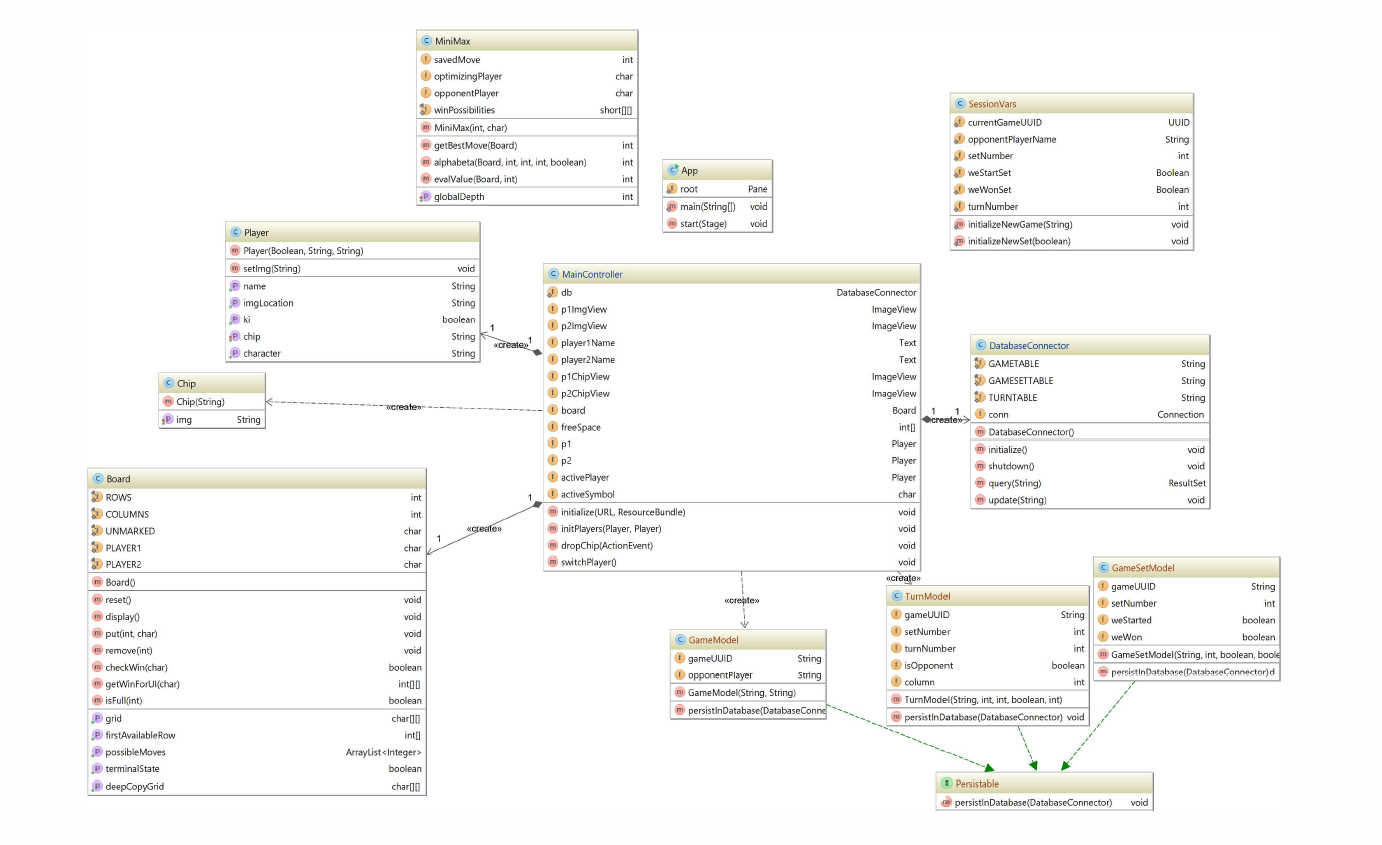 MiniMax
savedMove int
optimizingPlayer char
opponentPlayer char
winPossibilities short[][]
MiniMax(int, char)
getBestMove(Board) int
alphabeta(Board, int, int, int, boolean) int
evalValue(Board, int) int
globalDepth int
SessionVars
currentGameUUID UUID
opponentPlayerName String
setNumber int
weStartSet Boolean
weWonSet Boolean
turnNumber int
initializeNewGame(String) void
initializeNewSet(boolean) void
App
root Pane
main(String[]) void
start(Stage) void
Player
Player(Boolean, String, String)
setImg(String) void
name String
imgLocation String
ki boolean
chip String
character String
MainController
db DatabaseConnector
p1ImgView ImageView
p2ImgView ImageView
player1Name Text
player2Name Text
p1ChipView ImageView
p2ChipView ImageView
board Board
freeSpace int[]
p1 Player
p2 Player
activePlayer Player
activeSymbol char
initialize(URL, ResourceBundle) void
initPlayers(Player, Player) void
dropChip(ActionEvent) void
switchPlayer() void
1
1
«create»
DatabaseConnector
GAMETABLE String
GAMESETTABLE String
TURNTABLE String
conn Connection
DatabaseConnector()
initialize() void
shutdown() void
query(String) ResultSet
update(String) void
1 1
«create»
Chip
Chip(String)
img String
«create»
Board
ROWS int
COLUMNS int
UNMARKED char
PLAYER1 char
PLAYER2 char
Board()
reset() void
display() void
put(int, char) void
remove(int) void
checkWin(char) boolean
getWinForUI(char) int[][]
isFull(int) boolean
grid char[][]
firstAvailableRow int[]
possibleMoves ArrayList<Integer>
terminalState boolean
deepCopyGrid char[][]
1
«create»
1
«create»
«create»
GameModel
gameUUID String
opponentPlayer String
GameModel(String, String)
persistInDatabase(DatabaseConne
TurnModel
gameUUID String
setNumber int
turnNumber int
isOpponent boolean
column int
TurnModel(String, int, int, boolean, int)
persistInDatabase(DatabaseConnector) void
GameSetModel
gameUUID String
setNumber int
weStarted boolean
weWon boolean
GameSetModel(String, int, boolean, boole
persistInDatabase(DatabaseConnector)d
Persistable
persistInDatabase(DatabaseConnector) void